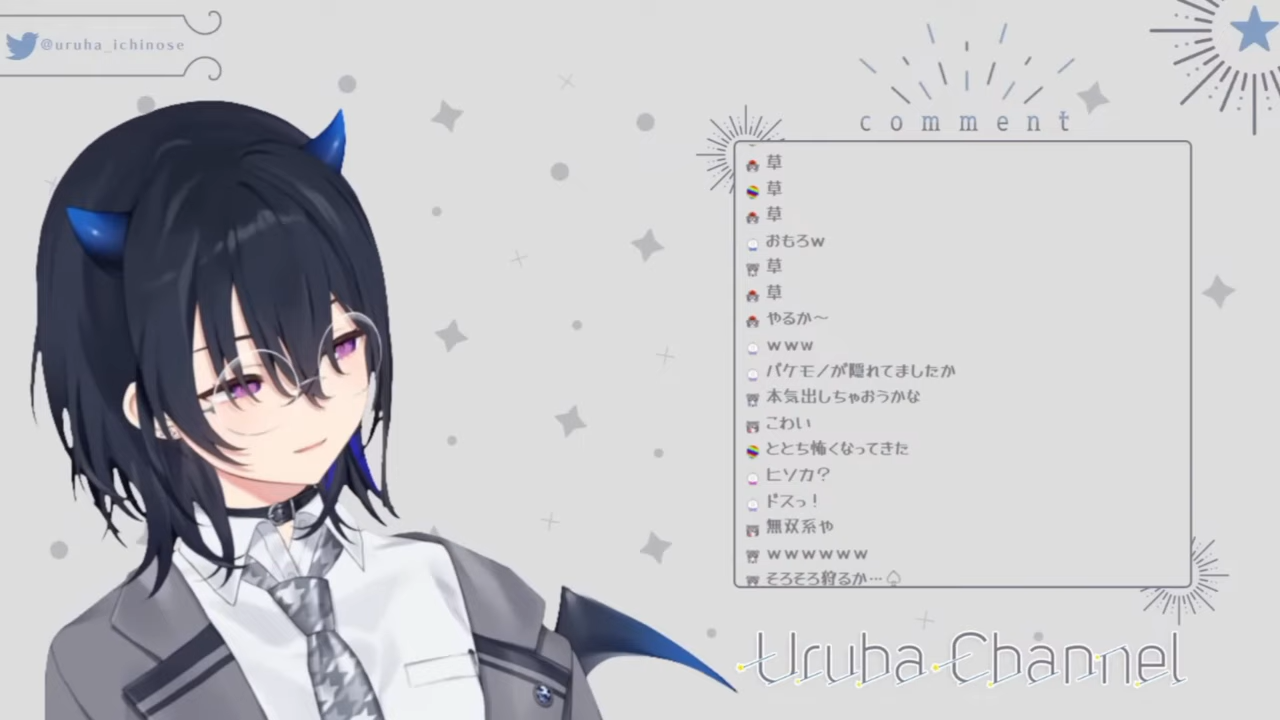 @uruha_ichinose
comment
草
草
草
おもろw
草
草
やるか〜
www
バケモノが隠れてましたか
本気出しちゃおうかな
こわい
ととち怖くなってきた
ヒソカ？
ドスっ！
無双系や
wwwwww
そろそろ狩るか…♤
Uruha Channel